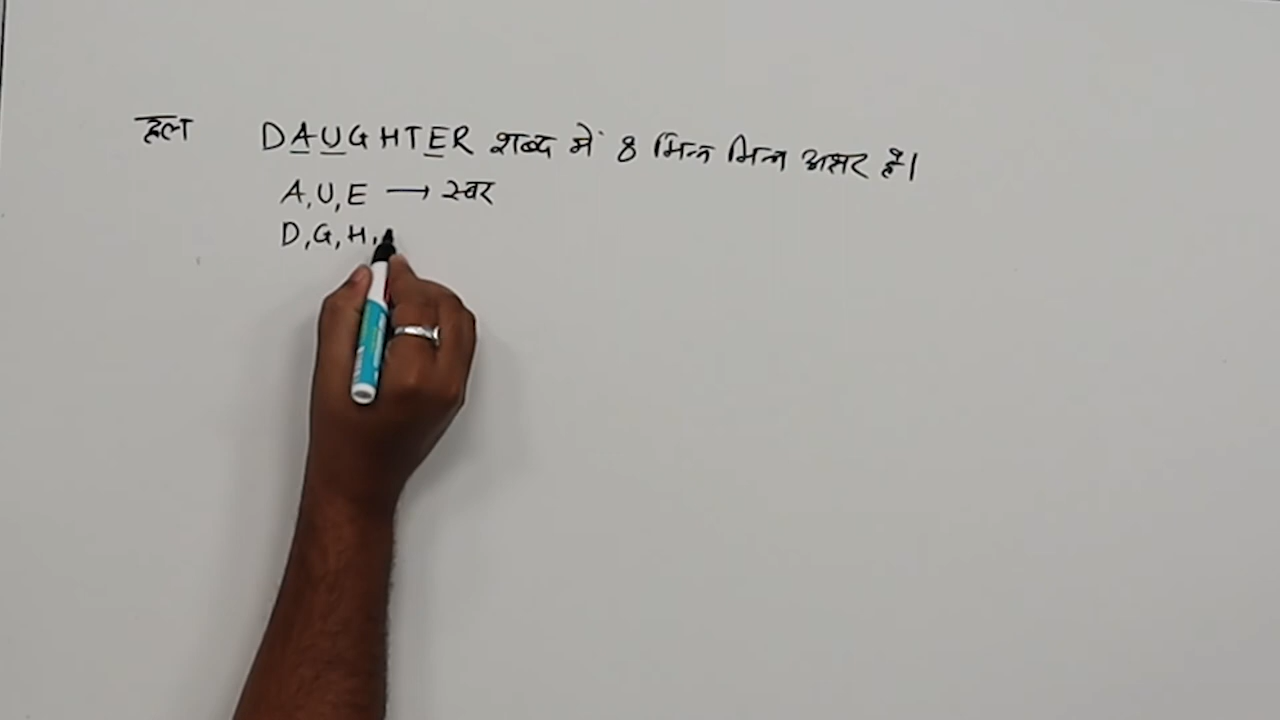 हल DAUGHTER शब्द में 8 भिन्न भिन्न अक्षर हैं।
A, U, E → स्वर
D, G, H,